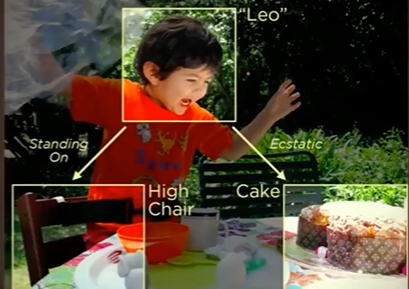 "Leo"
Standing
On
Ecstatic
High
Chair
Cake